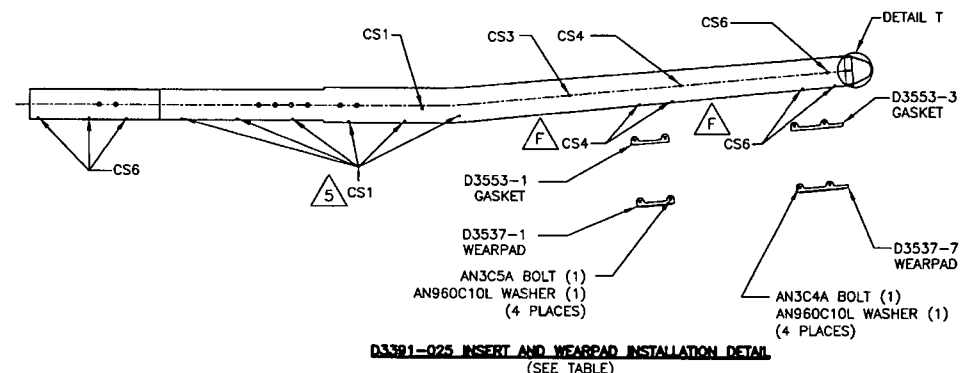 DETAIL T
CS6
CS4
CS3
CS1
D3553-3
GASKET
F
F
CS4
CS6
CS6
5
CS1
D3553-1
GASKET
D3537-1
WEARPAD
D3537-7
WEARPAD
AN3C5A BOLT (1)
AN960C10L WASHER (1)
(4 PLACES)
AN3C4A BOLT (1)
AN960C10L WASHER (1)
(4 PLACES)
D3391-025 INSERT AND WEARPAD INSTALLATION DETAIL
(SEE TABLE)